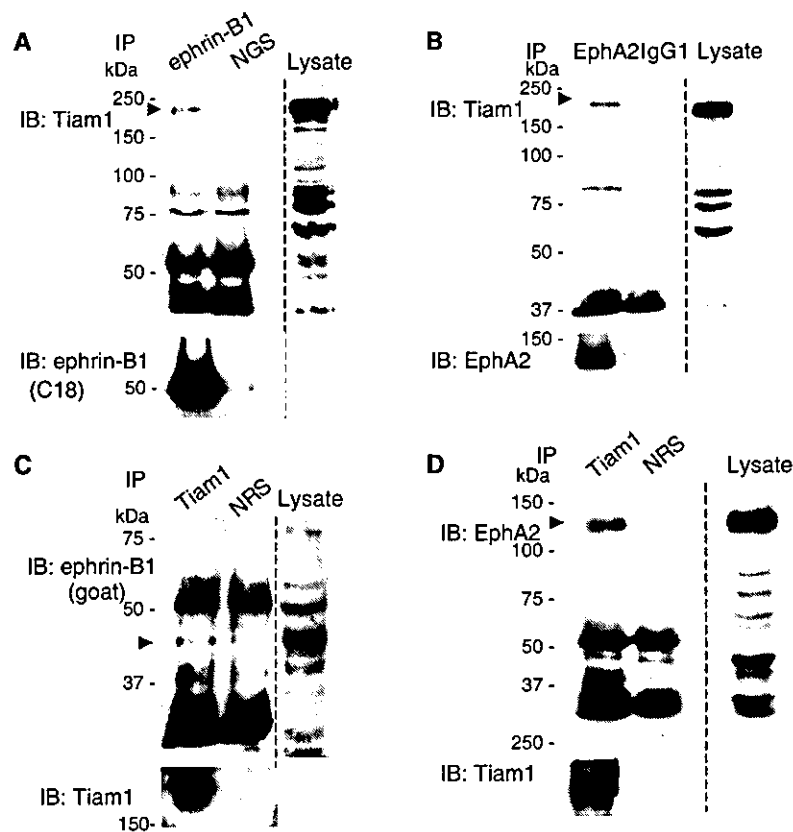 A
IP
ephrin-B1
NGS
Lysate
kDa
250 -
IB: Tiam1
150 -
100 -
75 -
50 -
IB: ephrin-B1
(C18)
50 -
B
IP
EphA2IgG1
Lysate
kDa
250 -
IB: Tiam1
150 -
100 -
75 -
50 -
37 -
150 -
IB: EphA2
C
IP
Tiam1
NRS
Lysate
kDa
75 -
IB: ephrin-B1
(goat)
50 -
37 -
IB: Tiam1
150-
D
IP
Tiam1
NRS
Lysate
kDa
150 -
IB: EphA2
100 -
75 -
50 -
37 -
250 -
IB: Tiam1